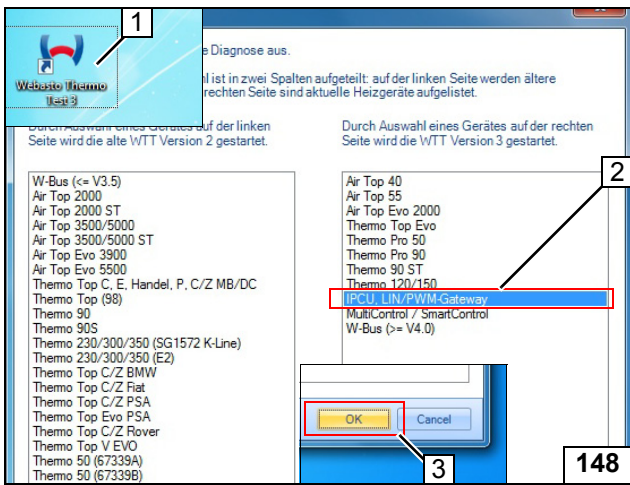 1
Webasto Thermo
Test 3
e Diagnose aus.
hl ist in zwei Spalten aufgeteilt: auf der linken Seite werden ältere
rechten Seite sind aktuelle Heizgeräte aufgelistet.
Durch Auswahl eines Gerätes auf der linken
Seite wird die alte WTT Version 2 gestartet.
Durch Auswahl eines Gerätes auf der rechten
Seite wird die WTT Version 3 gestartet.
W-Bus (<= V3.5)
Air Top 2000
Air Top 2000 ST
Air Top 3500/5000
Air Top 3500/5000 ST
Air Top Evo 3900
Air Top Evo 5500
Thermo Top C, E, Handel, P, C/Z MB/DC
Thermo Top (98)
Thermo 90
Thermo 90S
Thermo 230/300/350 (SG1572 K-Line)
Thermo 230/300/350 (E2)
Thermo Top C/Z BMW
Thermo Top C/Z Fiat
Thermo Top C/Z PSA
Thermo Top Evo PSA
Thermo Top C/Z Rover
Thermo Top V EVO
Thermo 50 (67339A)
Thermo 50 (67339B)
2
Air Top 40
Air Top 55
Air Top Evo 2000
Thermo Top Evo
Thermo Pro 50
Thermo Pro 90
Thermo 90 ST
Thermo 120/150
IPCU, LIN/PWM-Gateway
MultiControl / SmartControl
W-Bus (>= V4.0)
OK
Cancel
3
148